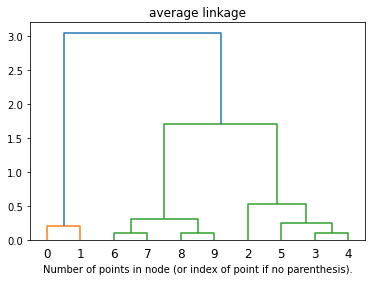 average linkage
3.0
2.5
2.0
1.5
1.0
0.5
0.0
0 1 6 7 8 9 2 5 3 4
Number of points in node (or index of point if no parenthesis).